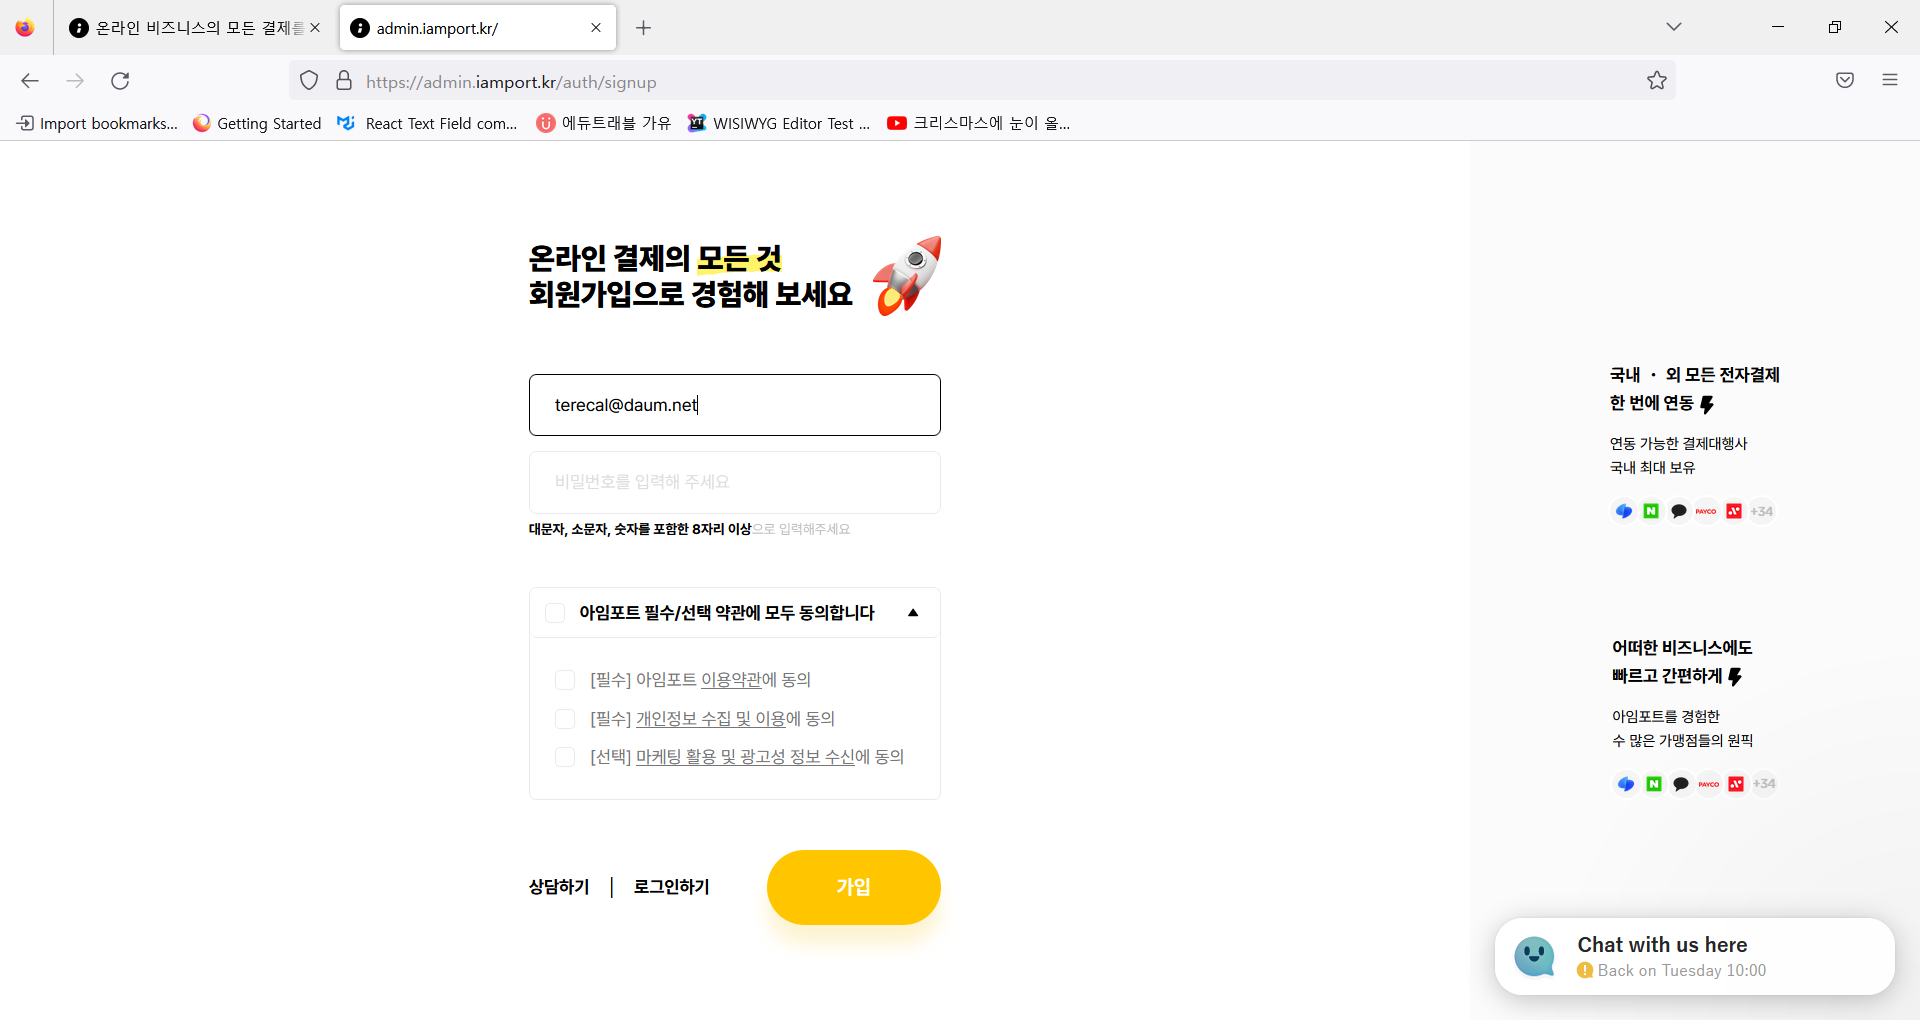 온라인 비즈니스의 모든 결제를
admin.iamport.kr/
https://admin.iamport.kr/auth/signup
Import bookmarks...
Getting Started
React Text Field com...
에듀트래블 가유
WISIWYG Editor Test ...
크리스마스에 눈이 올...
온라인 결제의 모든 것
회원가입으로 경험해 보세요
terecal@daum.net
비밀번호를 입력해 주세요
대문자, 소문자, 숫자를 포함한 8자리 이상으로 입력해주세요
아임포트 필수/선택 약관에 모두 동의합니다
[필수] 아임포트 이용약관에 동의
[필수] 개인정보 수집 및 이용에 동의
[선택] 마케팅 활용 및 광고성 정보 수신에 동의
상담하기 | 로그인하기
가입
국내 · 외 모든 전자결제
한 번에 연동
연동 가능한 결제대행사
국내 최대 보유
N PAYCO +34
어떠한 비즈니스에도
빠르고 간편하게
아임포트를 경험한
수 많은 가맹점들의 원픽
N PAYCO +34
Chat with us here
Back on Tuesday 10:00